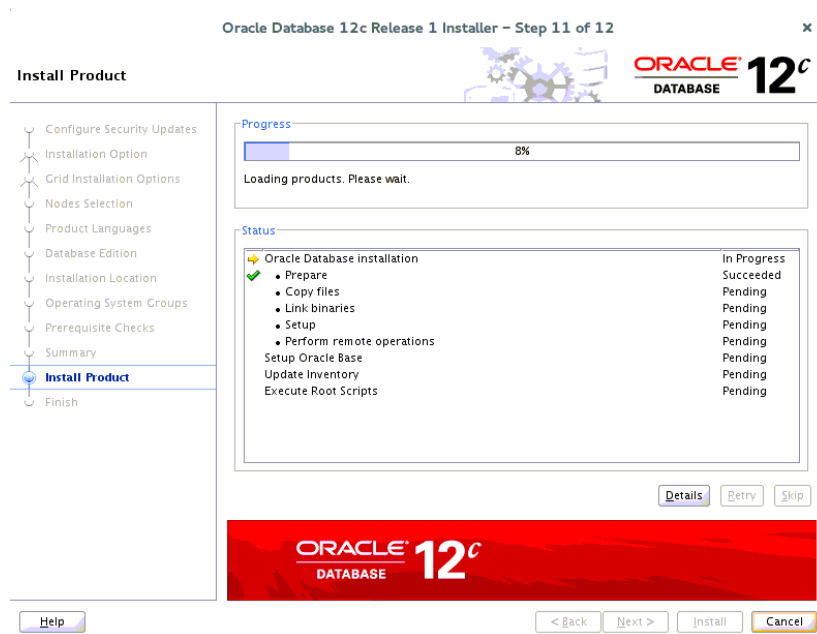 Oracle Database 12c Release 1 Installer – Step 11 of 12
Install Product
ORACLE DATABASE 12c
Configure Security Updates
Installation Option
Grid Installation Options
Nodes Selection
Product Languages
Database Edition
Installation Location
Operating System Groups
Prerequisite Checks
Summary
Install Product
Finish
Progress
8%
Loading products. Please wait.
Status
Oracle Database installation In Progress
• Prepare Succeeded
• Copy files Pending
• Link binaries Pending
• Setup Pending
• Perform remote operations Pending
Setup Oracle Base Pending
Update Inventory Pending
Execute Root Scripts Pending
Details Retry Skip
ORACLE DATABASE 12c
Help < Back Next > Install Cancel